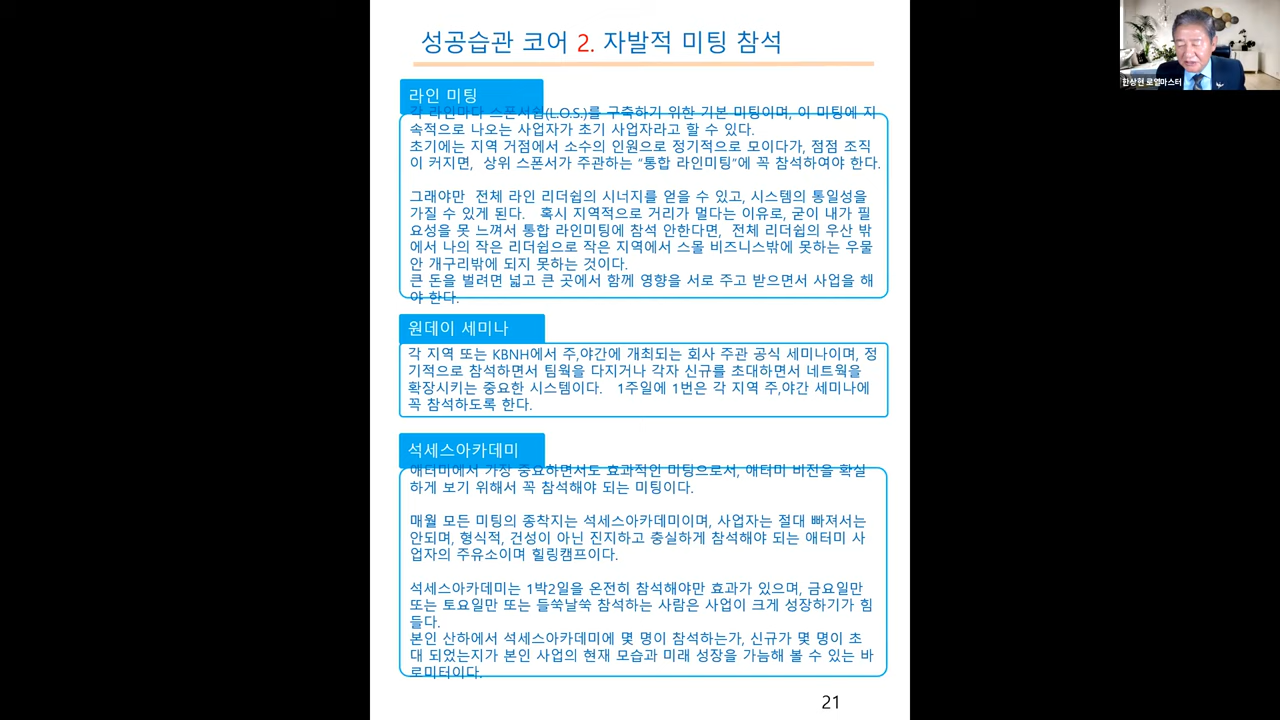 성공습관 코어 2. 자발적 미팅 참석
한상현 로열마스터
라인 미팅
각 라인마다 스폰서쉽(L.O.S.)를 구축하기 위한 기본 미팅이며, 이 미팅에 지
속적으로 나오는 사업자가 초기 사업자라고 할 수 있다.
초기에는 지역 거점에서 소수의 인원으로 정기적으로 모이다가, 점점 조직
이 커지면, 상위 스폰서가 주관하는 “통합 라인미팅“에 꼭 참석하여야 한다.
그래야만 전체 라인 리더쉽의 시너지를 얻을 수 있고, 시스템의 통일성을
가질 수 있게 된다. 혹시 지역적으로 거리가 멀다는 이유로, 굳이 내가 필
요성을 못 느껴서 통합 라인미팅에 참석 안한다면, 전체 리더쉽의 우산 밖
에서 나의 작은 리더쉽으로 작은 지역에서 스몰 비즈니스밖에 못하는 우물
안 개구리밖에 되지 못하는 것이다.
큰 돈을 벌려면 넓고 큰 곳에서 함께 영향을 서로 주고 받으면서 사업을 해
야 한다.
원데이 세미나
각 지역 또는 KBNH에서 주,야간에 개최되는 회사 주관 공식 세미나이며, 정
기적으로 참석하면서 팀웍을 다지거나 각자 신규를 초대하면서 네트웍을
확장시키는 중요한 시스템이다. 1주일에 1번은 각 지역 주,야간 세미나에
꼭 참석하도록 한다.
석세스아카데미
애터미에서 가장 중요하면서도 효과적인 미팅으로서, 애터미 비전을 확실
하게 보기 위해서 꼭 참석해야 되는 미팅이다.
매월 모든 미팅의 종착지는 석세스아카데미이며, 사업자는 절대 빠져서는
안되며, 형식적, 건성이 아닌 진지하고 충실하게 참석해야 되는 애터미 사
업자의 주유소이며 힐링캠프이다.
석세스아카데미는 1박2일을 온전히 참석해야만 효과가 있으며, 금요일만
또는 토요일만 또는 들쑥날쑥 참석하는 사람은 사업이 크게 성장하기가 힘
들다.
본인 산하에서 석세스아카데미에 몇 명이 참석하는가, 신규가 몇 명이 초
대 되었는지가 본인 사업의 현재 모습과 미래 성장을 가늠해 볼 수 있는 바
로미터이다.
21